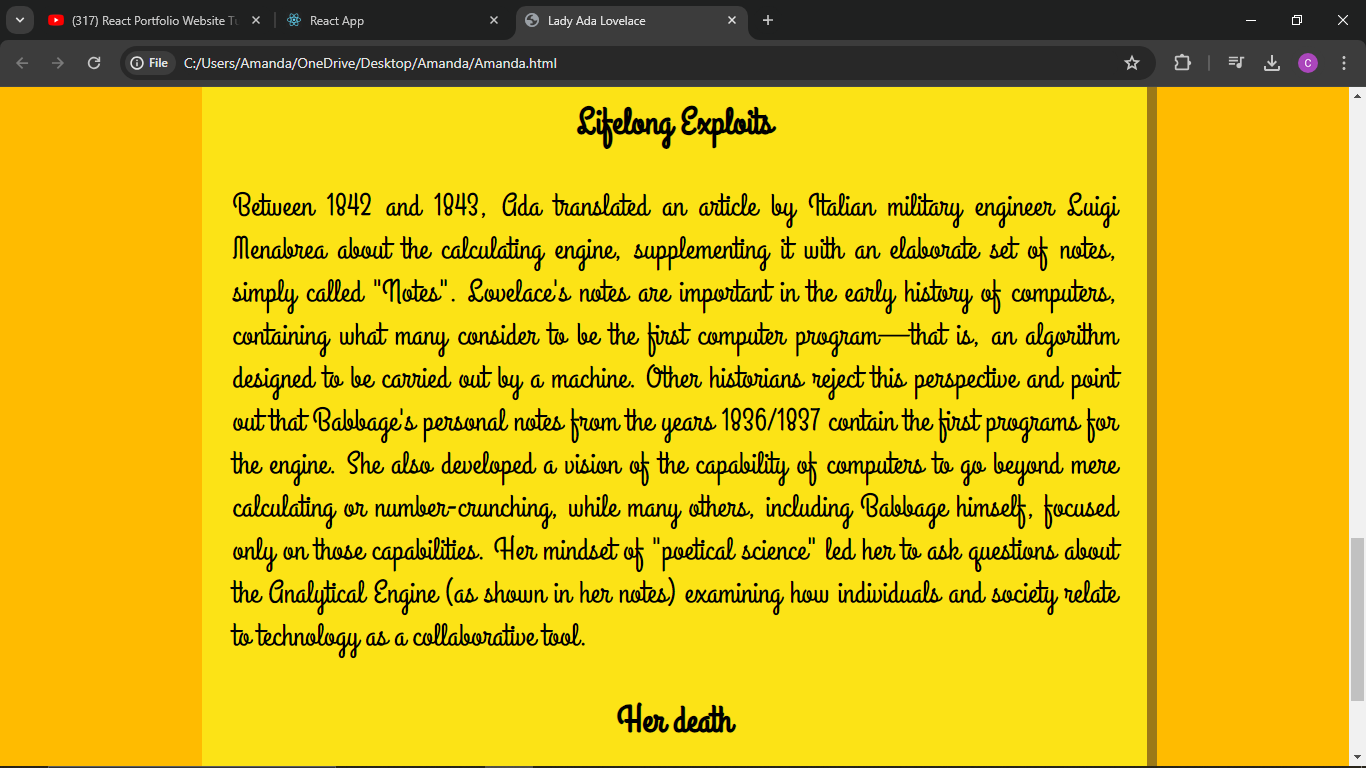 (317) React Portfolio Website Tu
React App
Lady Ada Lovelace
File
C:/Users/Amanda/OneDrive/Desktop/Amanda/Amanda.html
C
Lifelong Exploits
Between 1842 and 1843, Ada translated an article by Italian military engineer Luigi
Menabrea about the calculating engine, supplementing it with an elaborate set of notes,
simply called "Notes". Lovelace's notes are important in the early history of computers,
containing what many consider to be the first computer program—that is, an algorithm
designed to be carried out by a machine. Other historians reject this perspective and point
out that Babbage's personal notes from the years 1836/1837 contain the first programs for
the engine. She also developed a vision of the capability of computers to go beyond mere
calculating or number-crunching, while many others, including Babbage himself, focused
only on those capabilities. Her mindset of "poetical science" led her to ask questions about
the Analytical Engine (as shown in her notes) examining how individuals and society relate
to technology as a collaborative tool.
Her death